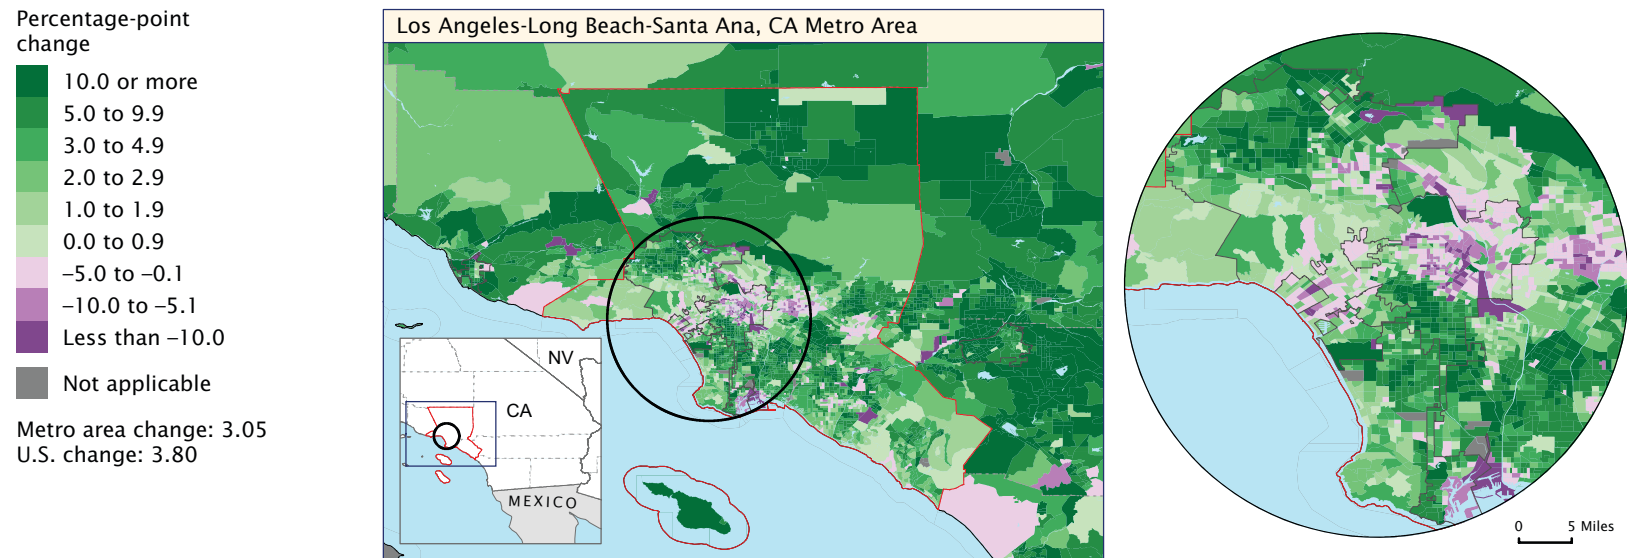 Percentage-point
change
10.0 or more
5.0 to 9.9
3.0 to 4.9
2.0 to 2.9
1.0 to 1.9
0.0 to 0.9
–5.0 to –0.1
–10.0 to –5.1
Less than –10.0
Not applicable
Metro area change: 3.05
U.S. change: 3.80
Los Angeles-Long Beach-Santa Ana, CA Metro Area
NV
CA
MEXICO
0 5 Miles